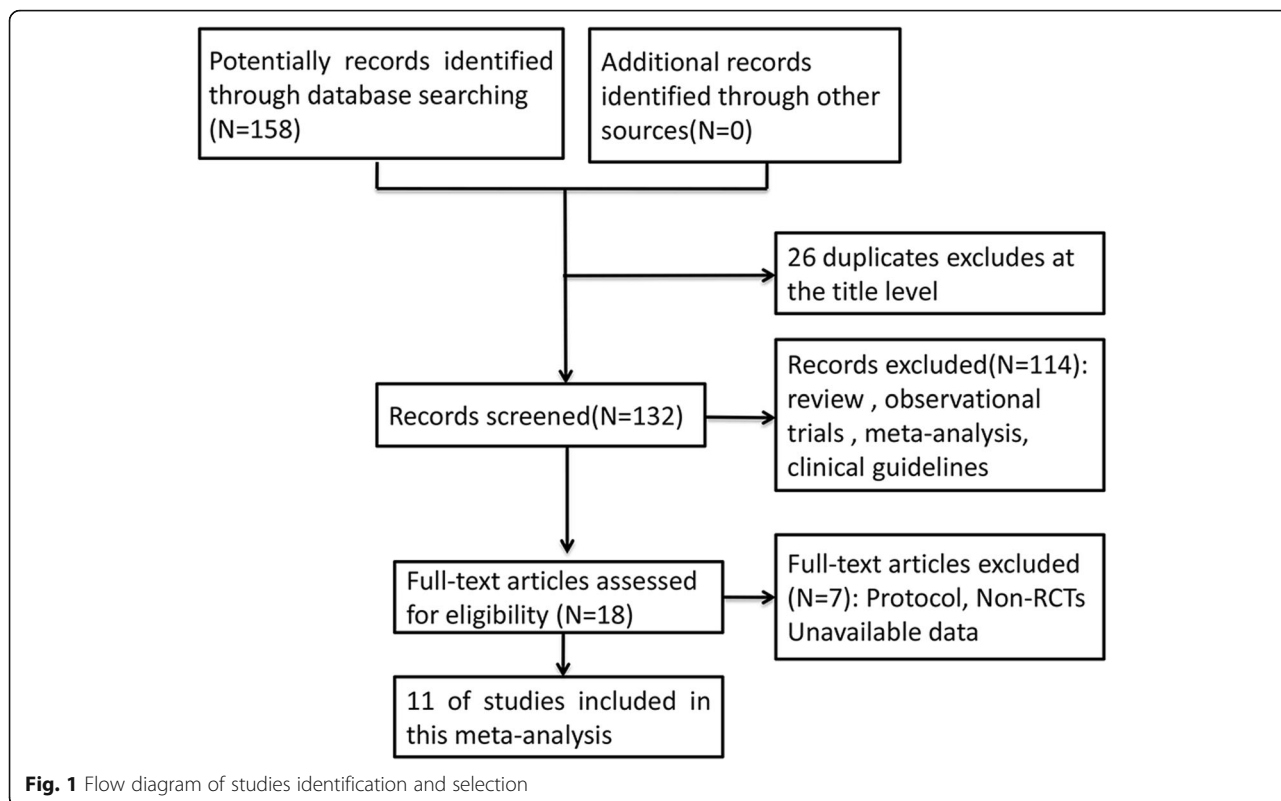 Potentially records identified
through database searching
(N=158)
Additional records
identified through other
sources(N=0)
26 duplicates excludes at
the title level
Records screened(N=132)
Records excluded(N=114):
review , observational
trials , meta-analysis,
clinical guidelines
Full-text articles assessed
for eligibility (N=18)
Full-text articles excluded
(N=7): Protocol, Non-RCTs
Unavailable data
11 of studies included in
this meta-analysis
Fig. 1 Flow diagram of studies identification and selection